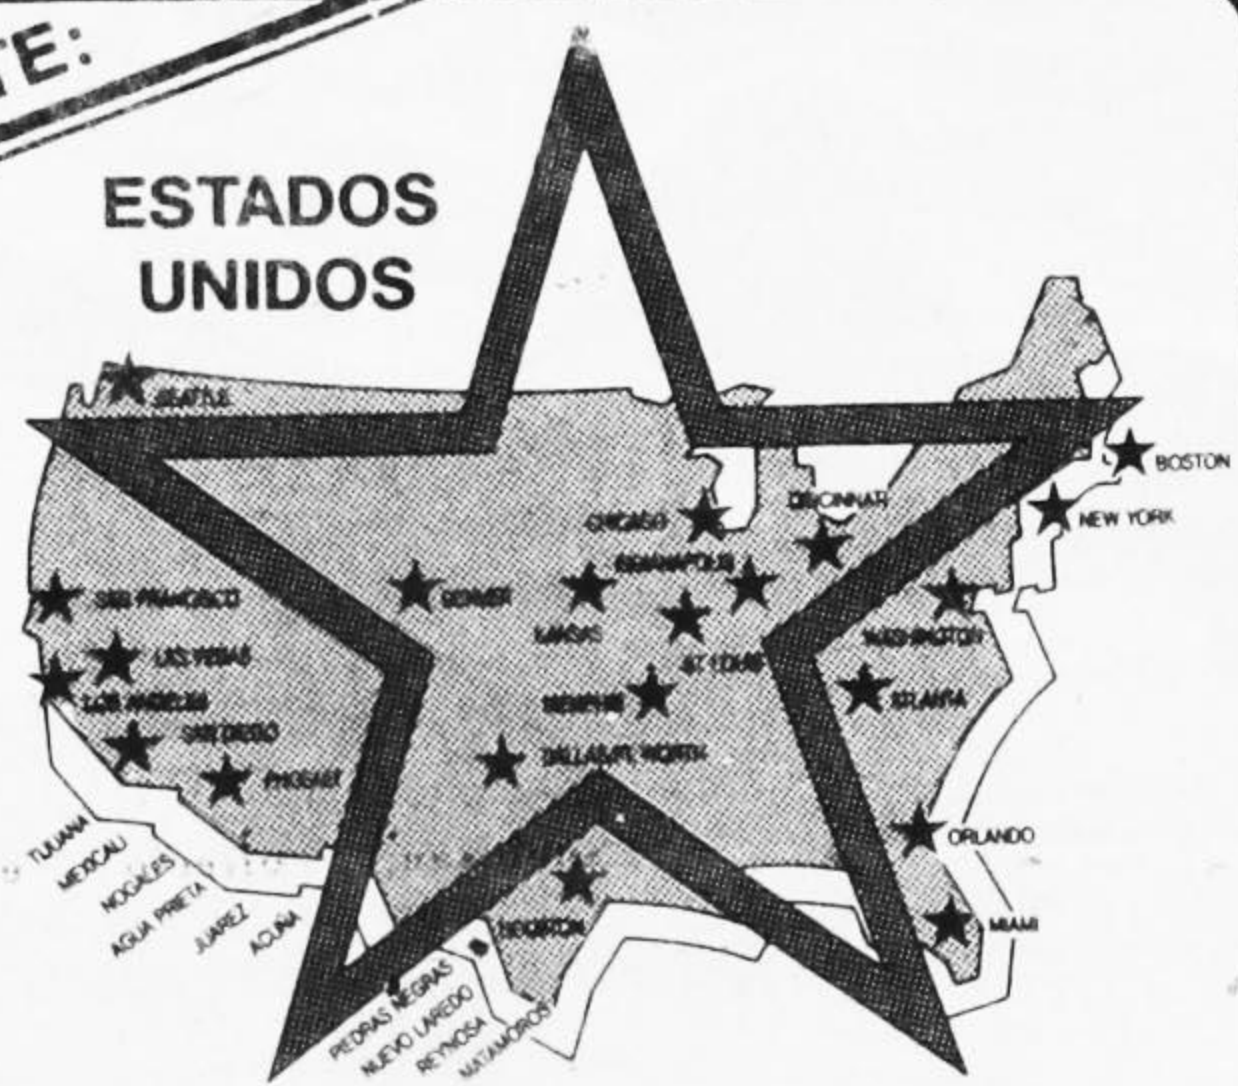 TE:
ESTADOS
UNIDOS
SEATTLE
BOSTON
NEW YORK
CHICAGO
INDIANAPOLIS
DENVER
KANSAS
ST LOUIS
WASHINGTON
SAN FRANCISCO
LAS VEGAS
LOS ANGELES
MEMPHIS
ATLANTA
SAN DIEGO
DALLAS/FT. WORTH
ORLANDO
HOUSTON
MIAMI
TIJUANA
MEXICALI
NOGALES
AGUA PRIETA
JUAREZ
ACUÑA
PIEDRAS NEGRAS
NUEVO LAREDO
REYNOSA
MATAMOROS